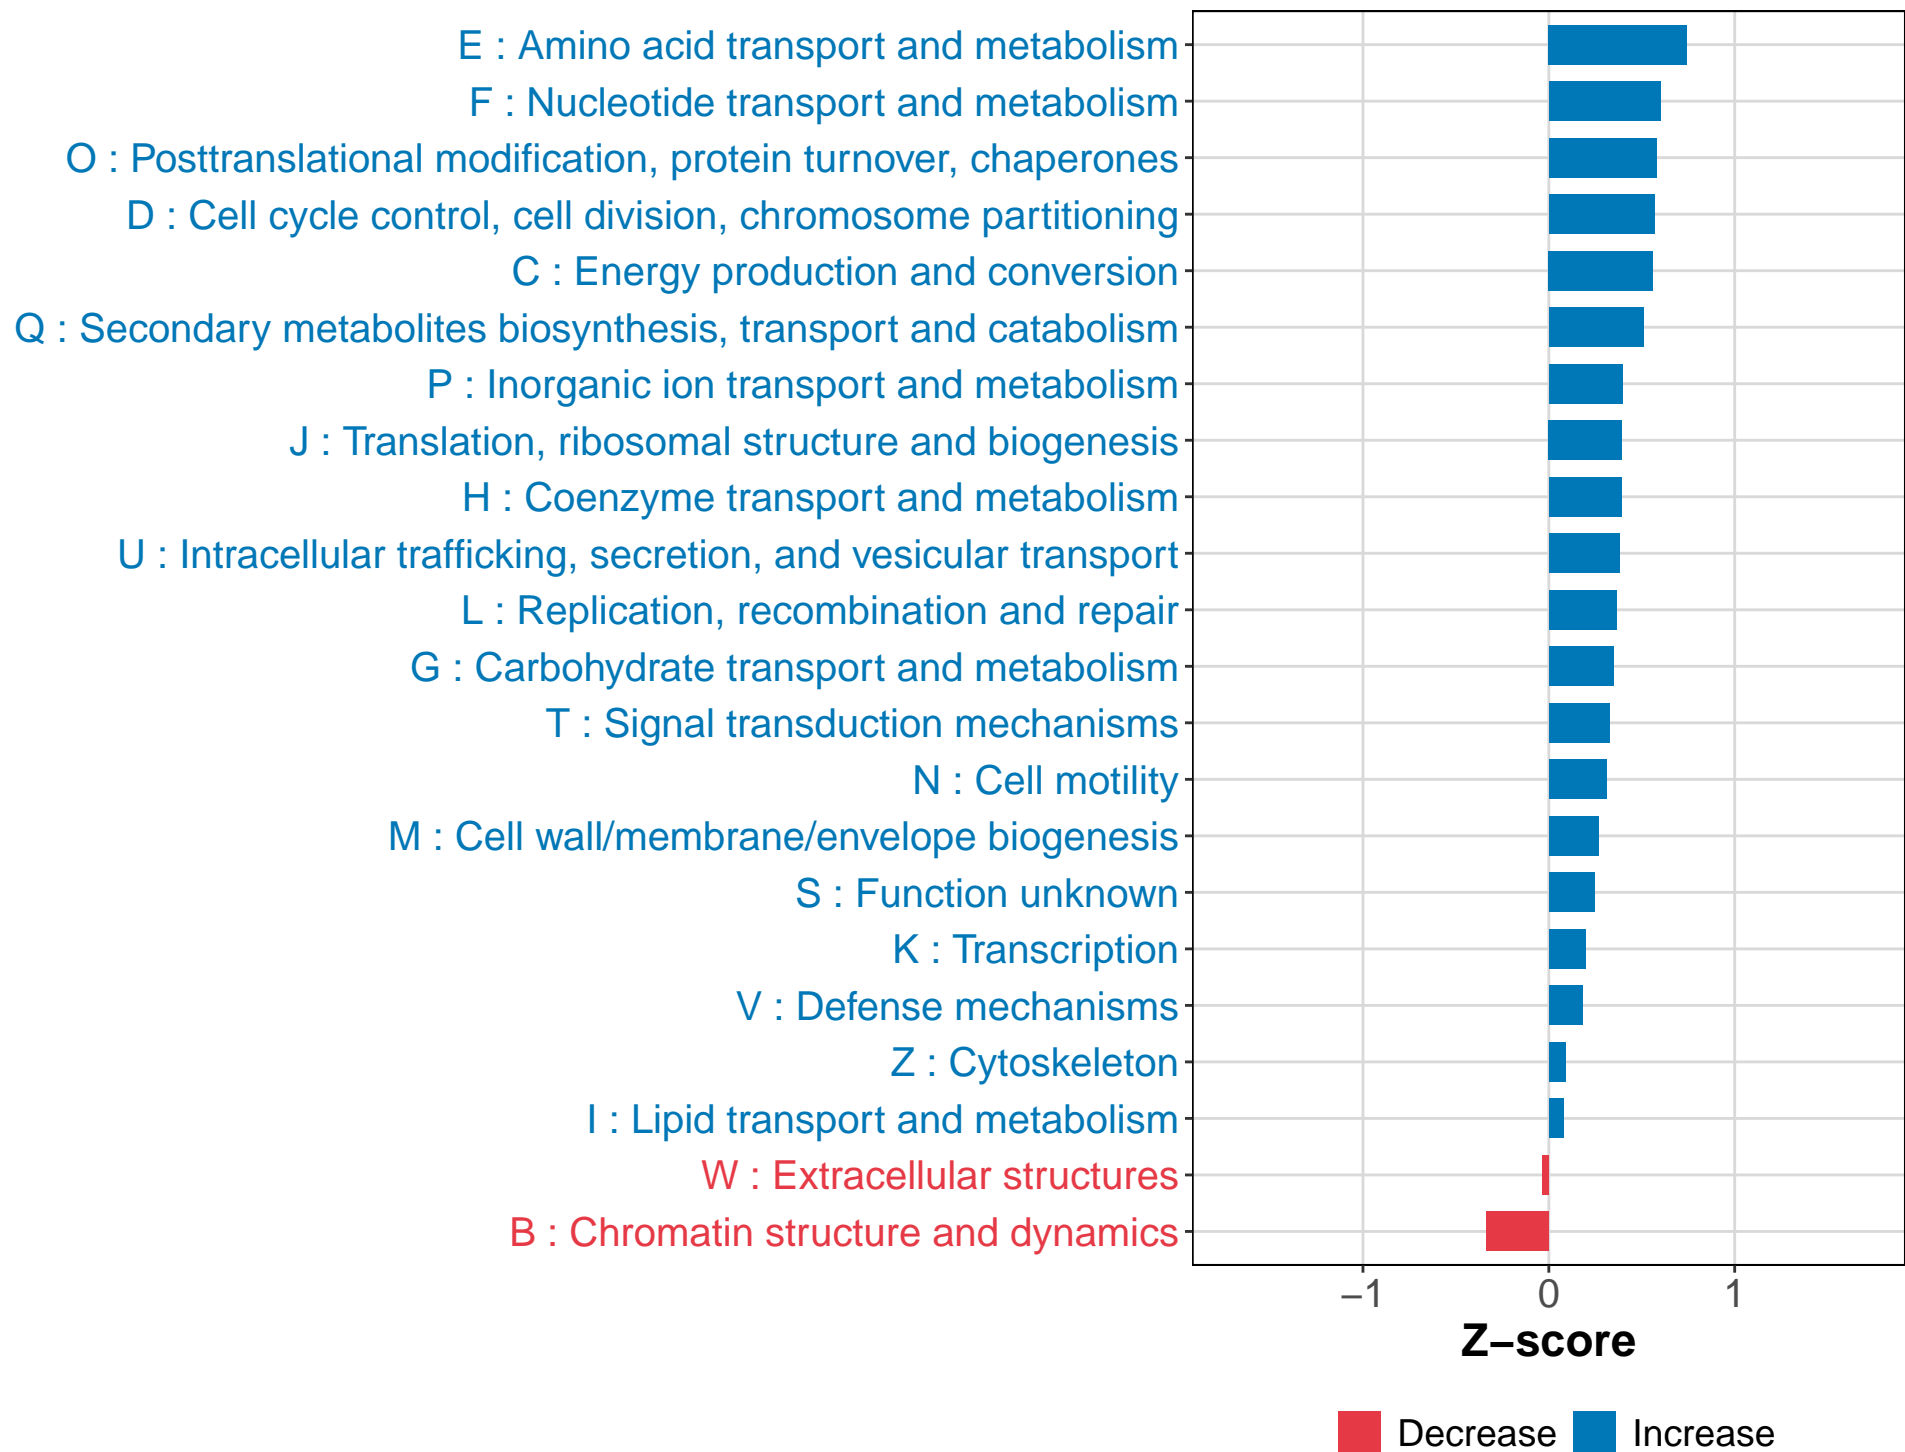 E : Amino acid transport and metabolism
F : Nucleotide transport and metabolism
O : Posttranslational modification, protein turnover, chaperones
D : Cell cycle control, cell division, chromosome partitioning
C : Energy production and conversion
Q : Secondary metabolites biosynthesis, transport and catabolism
P : Inorganic ion transport and metabolism
J : Translation, ribosomal structure and biogenesis
H : Coenzyme transport and metabolism
U : Intracellular trafficking, secretion, and vesicular transport
L : Replication, recombination and repair
G : Carbohydrate transport and metabolism
T : Signal transduction mechanisms
N : Cell motility
M : Cell wall/membrane/envelope biogenesis
S : Function unknown
K : Transcription
V : Defense mechanisms
Z : Cytoskeleton
I : Lipid transport and metabolism
W : Extracellular structures
B : Chromatin structure and dynamics
−1 0 1
Z−score
Decrease Increase